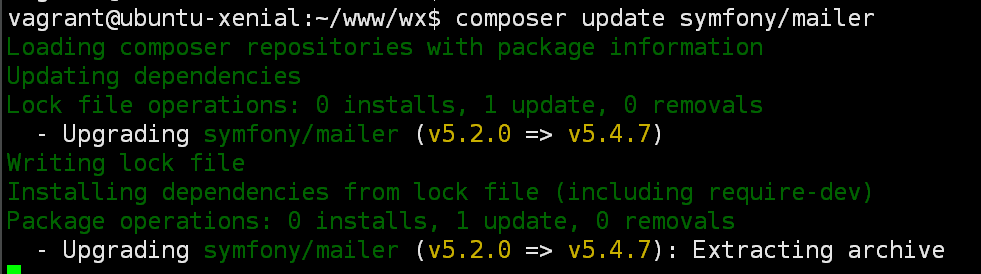 vagrant@ubuntu-xenial:~/www/wx$ composer update symfony/mailer
Loading composer repositories with package information
Updating dependencies
Lock file operations: 0 installs, 1 update, 0 removals
  - Upgrading symfony/mailer (v5.2.0 => v5.4.7)
Writing lock file
Installing dependencies from lock file (including require-dev)
Package operations: 0 installs, 1 update, 0 removals
  - Upgrading symfony/mailer (v5.2.0 => v5.4.7): Extracting archive